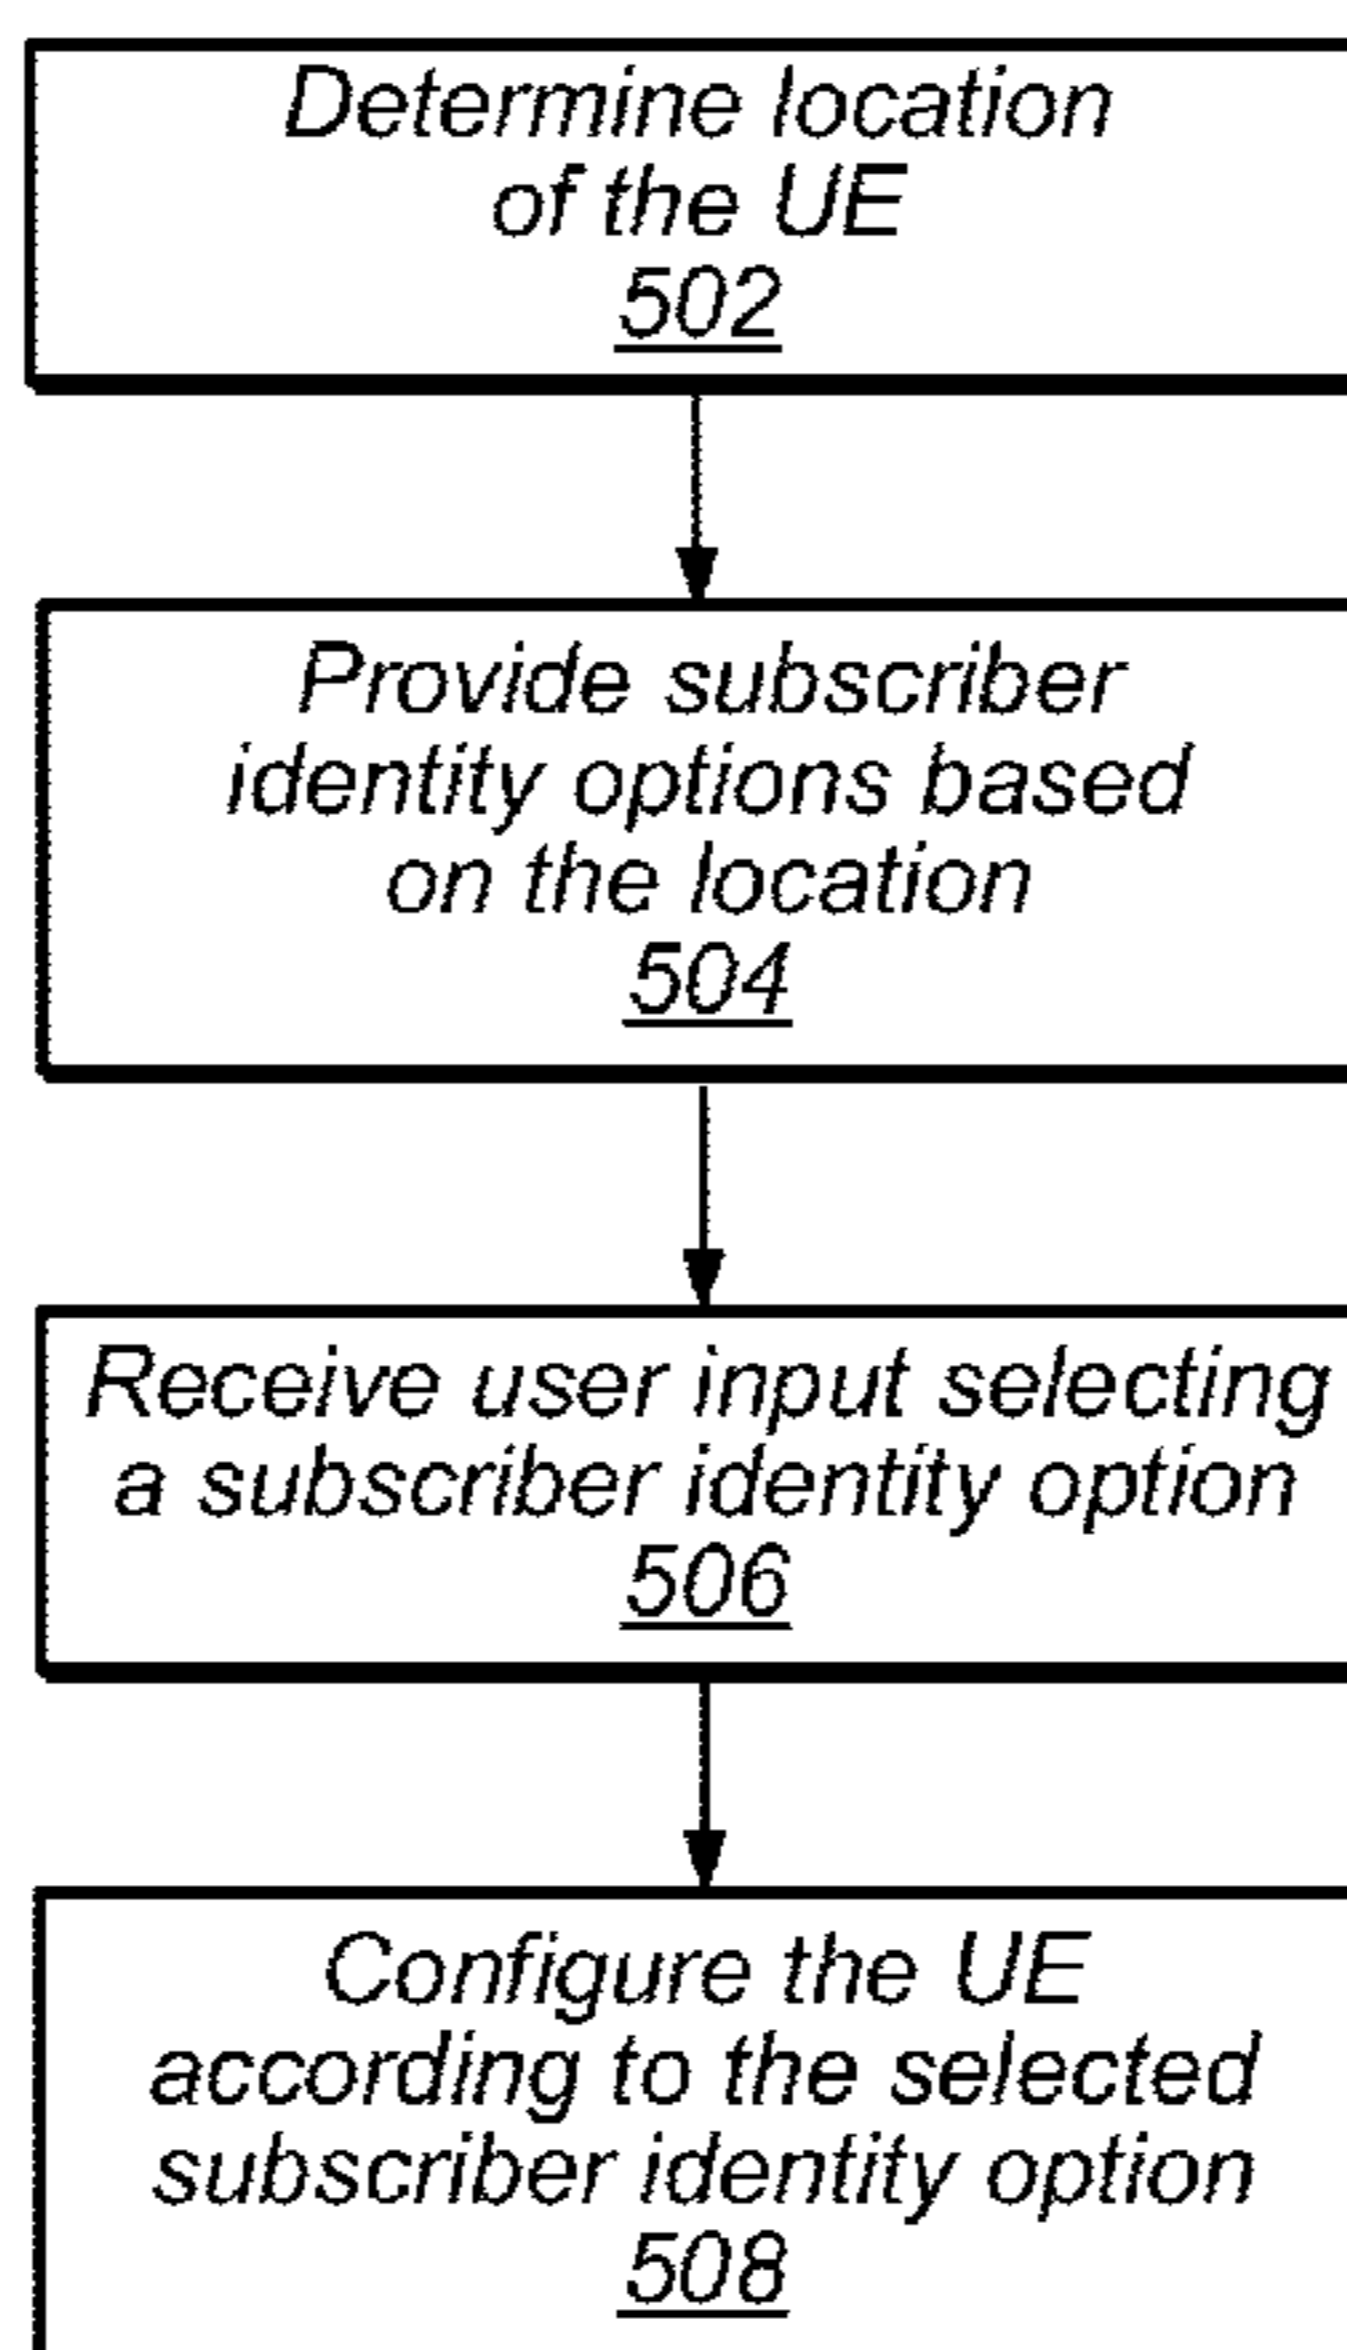 Determine location
of the UE
502
Provide subscriber
identity options based
on the location
504
Receive user input selecting
a subscriber identity option
506
Configure the UE
according to the selected
subscriber identity option
508